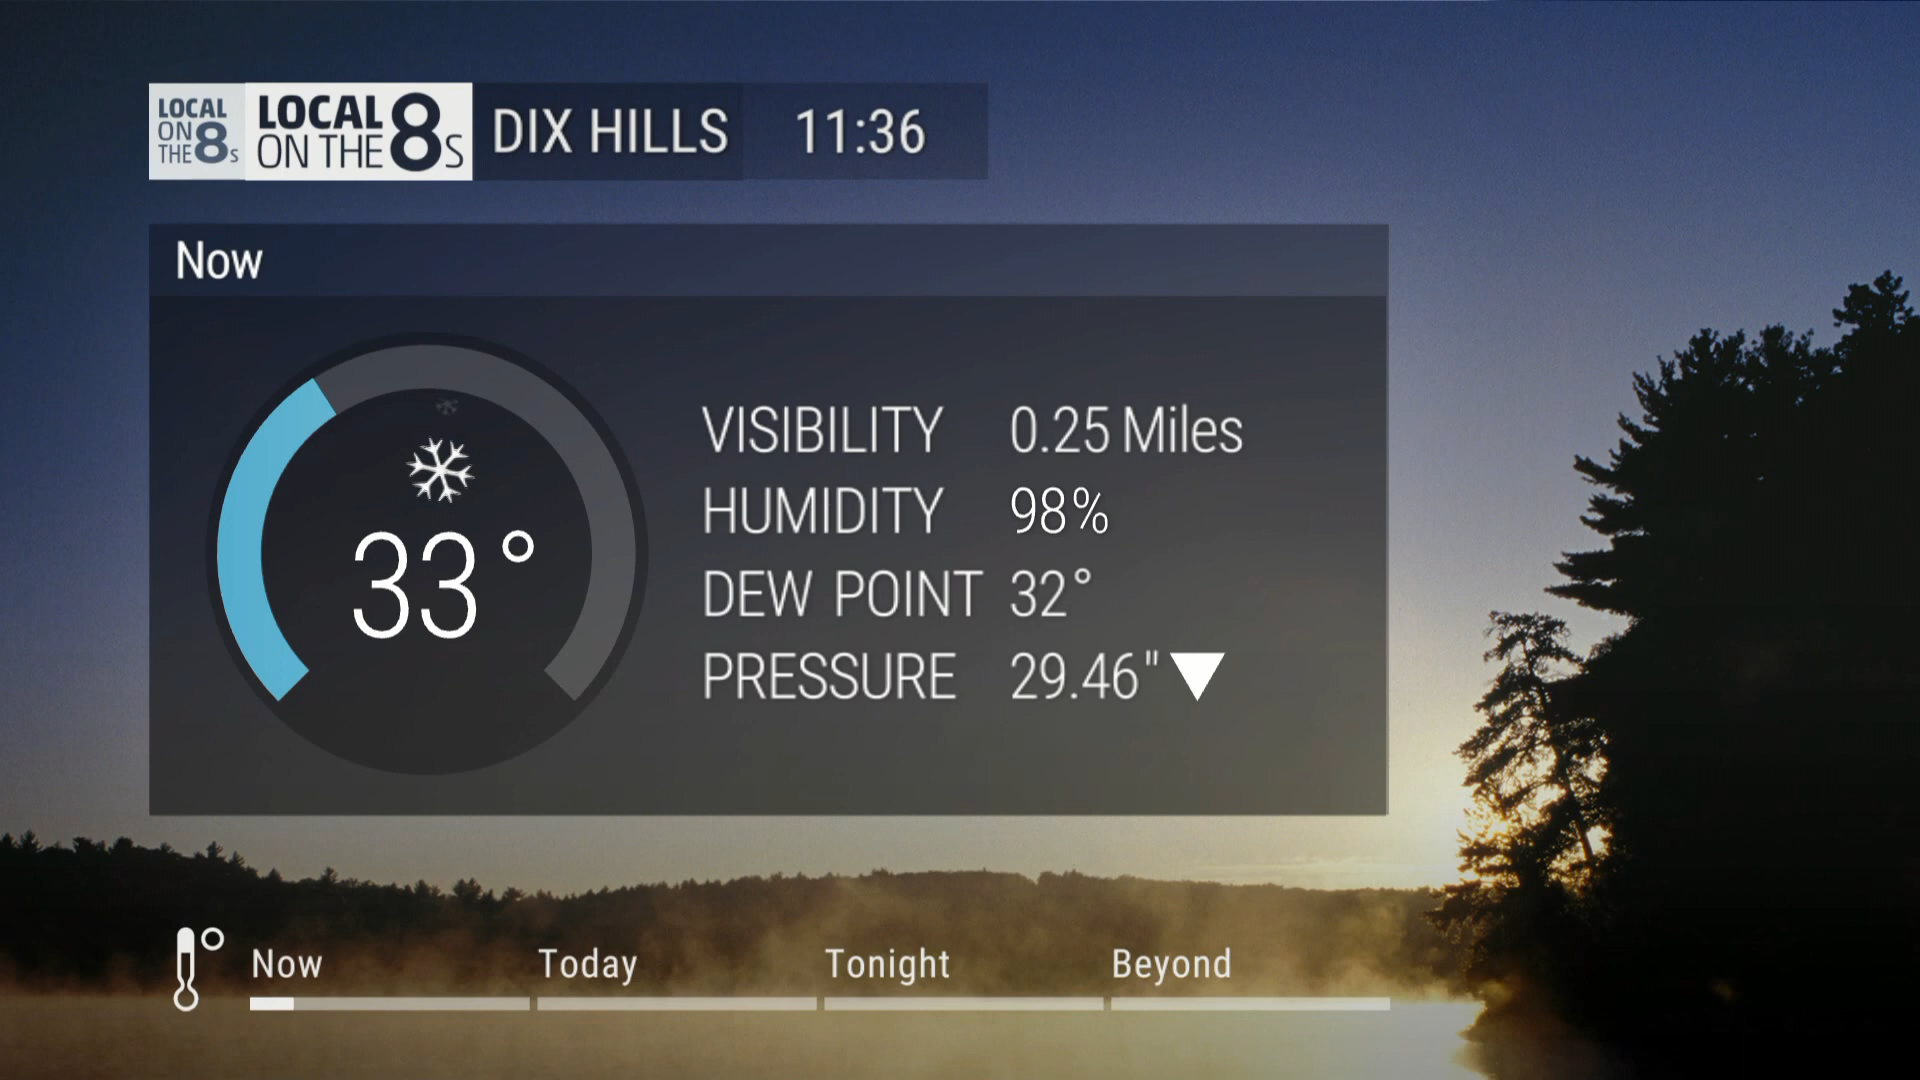 LOCAL
ON
THE 8s
LOCAL
ON THE 8s
DIX HILLS
11:36
Now
33°
VISIBILITY 0.25 Miles
HUMIDITY 98%
DEW POINT 32°
PRESSURE 29.46"
Now
Today
Tonight
Beyond